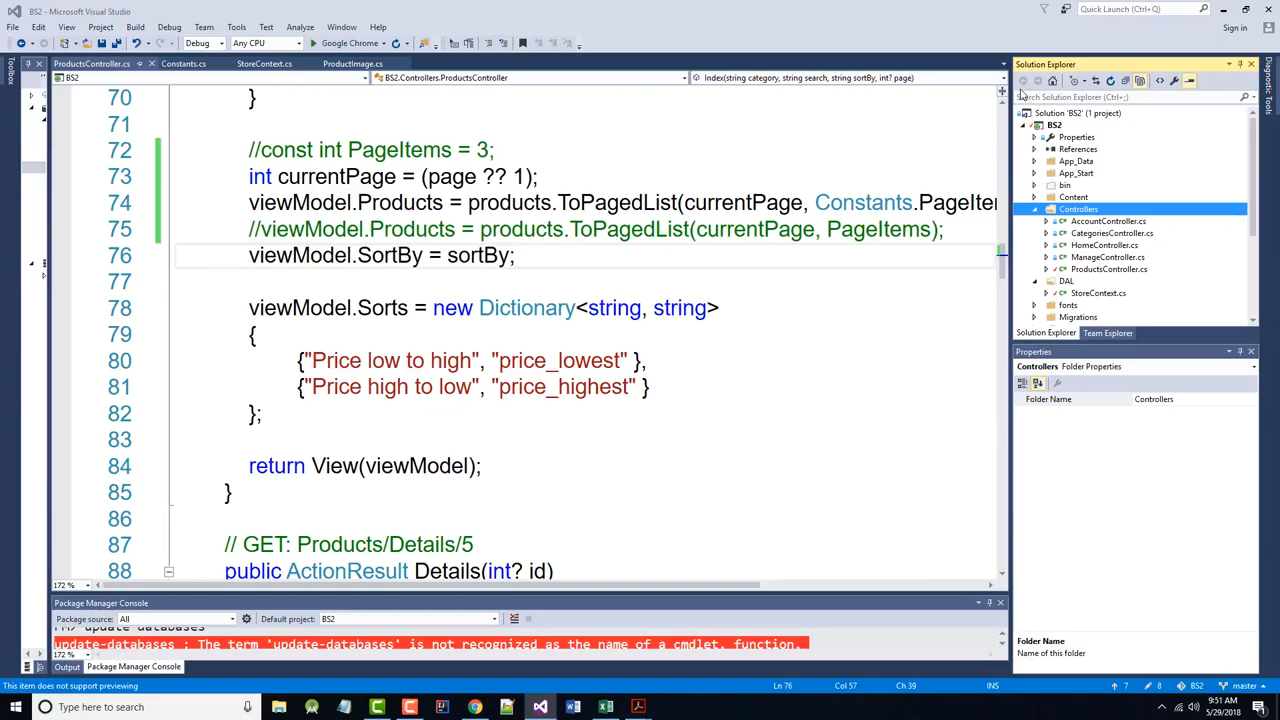 BS2 - Microsoft Visual Studio
Quick Launch (Ctrl+Q)
File Edit View Project Build Debug Team Tools Test Analyze Window Help
Sign in
Debug Any CPU Google Chrome
Toolbox
ProductsController.cs Constants.cs StoreContext.cs ProductImage.cs
BS2 BS2.Controllers.ProductsController Index(string category, string search, string sortBy, int? page)
70 }
71
72 //const int PageItems = 3;
73 int currentPage = (page ?? 1);
74 viewModel.Products = products.ToPagedList(currentPage, Constants.PageIter
75 //viewModel.Products = products.ToPagedList(currentPage, PageItems);
76 viewModel.SortBy = sortBy;
77
78 viewModel.Sorts = new Dictionary<string, string>
79 {
80 {"Price low to high", "price_lowest" },
81 {"Price high to low", "price_highest" }
82 };
83
84 return View(viewModel);
85 }
86
87 // GET: Products/Details/5
88 public ActionResult Details(int? id)
172 %
Package Manager Console
Package source: All Default project: BS2
PM> update-databases
update-databases : The term 'update-databases' is not recognized as the name of a cmdlet, function,
172 %
Output Package Manager Console
Solution Explorer
Search Solution Explorer (Ctrl+;)
Solution 'BS2' (1 project)
BS2
Properties
References
App_Data
App_Start
bin
Content
Controllers
AccountController.cs
CategoriesController.cs
HomeController.cs
ManageController.cs
ProductsController.cs
DAL
StoreContext.cs
fonts
Migrations
Solution Explorer Team Explorer
Properties
Controllers Folder Properties
Folder Name Controllers
Folder Name
Name of this folder
Diagnostic Tools
This item does not support previewing Ln 76 Col 57 Ch 39 INS 7 8 BS2 master
Type here to search
9:51 AM
5/29/2018